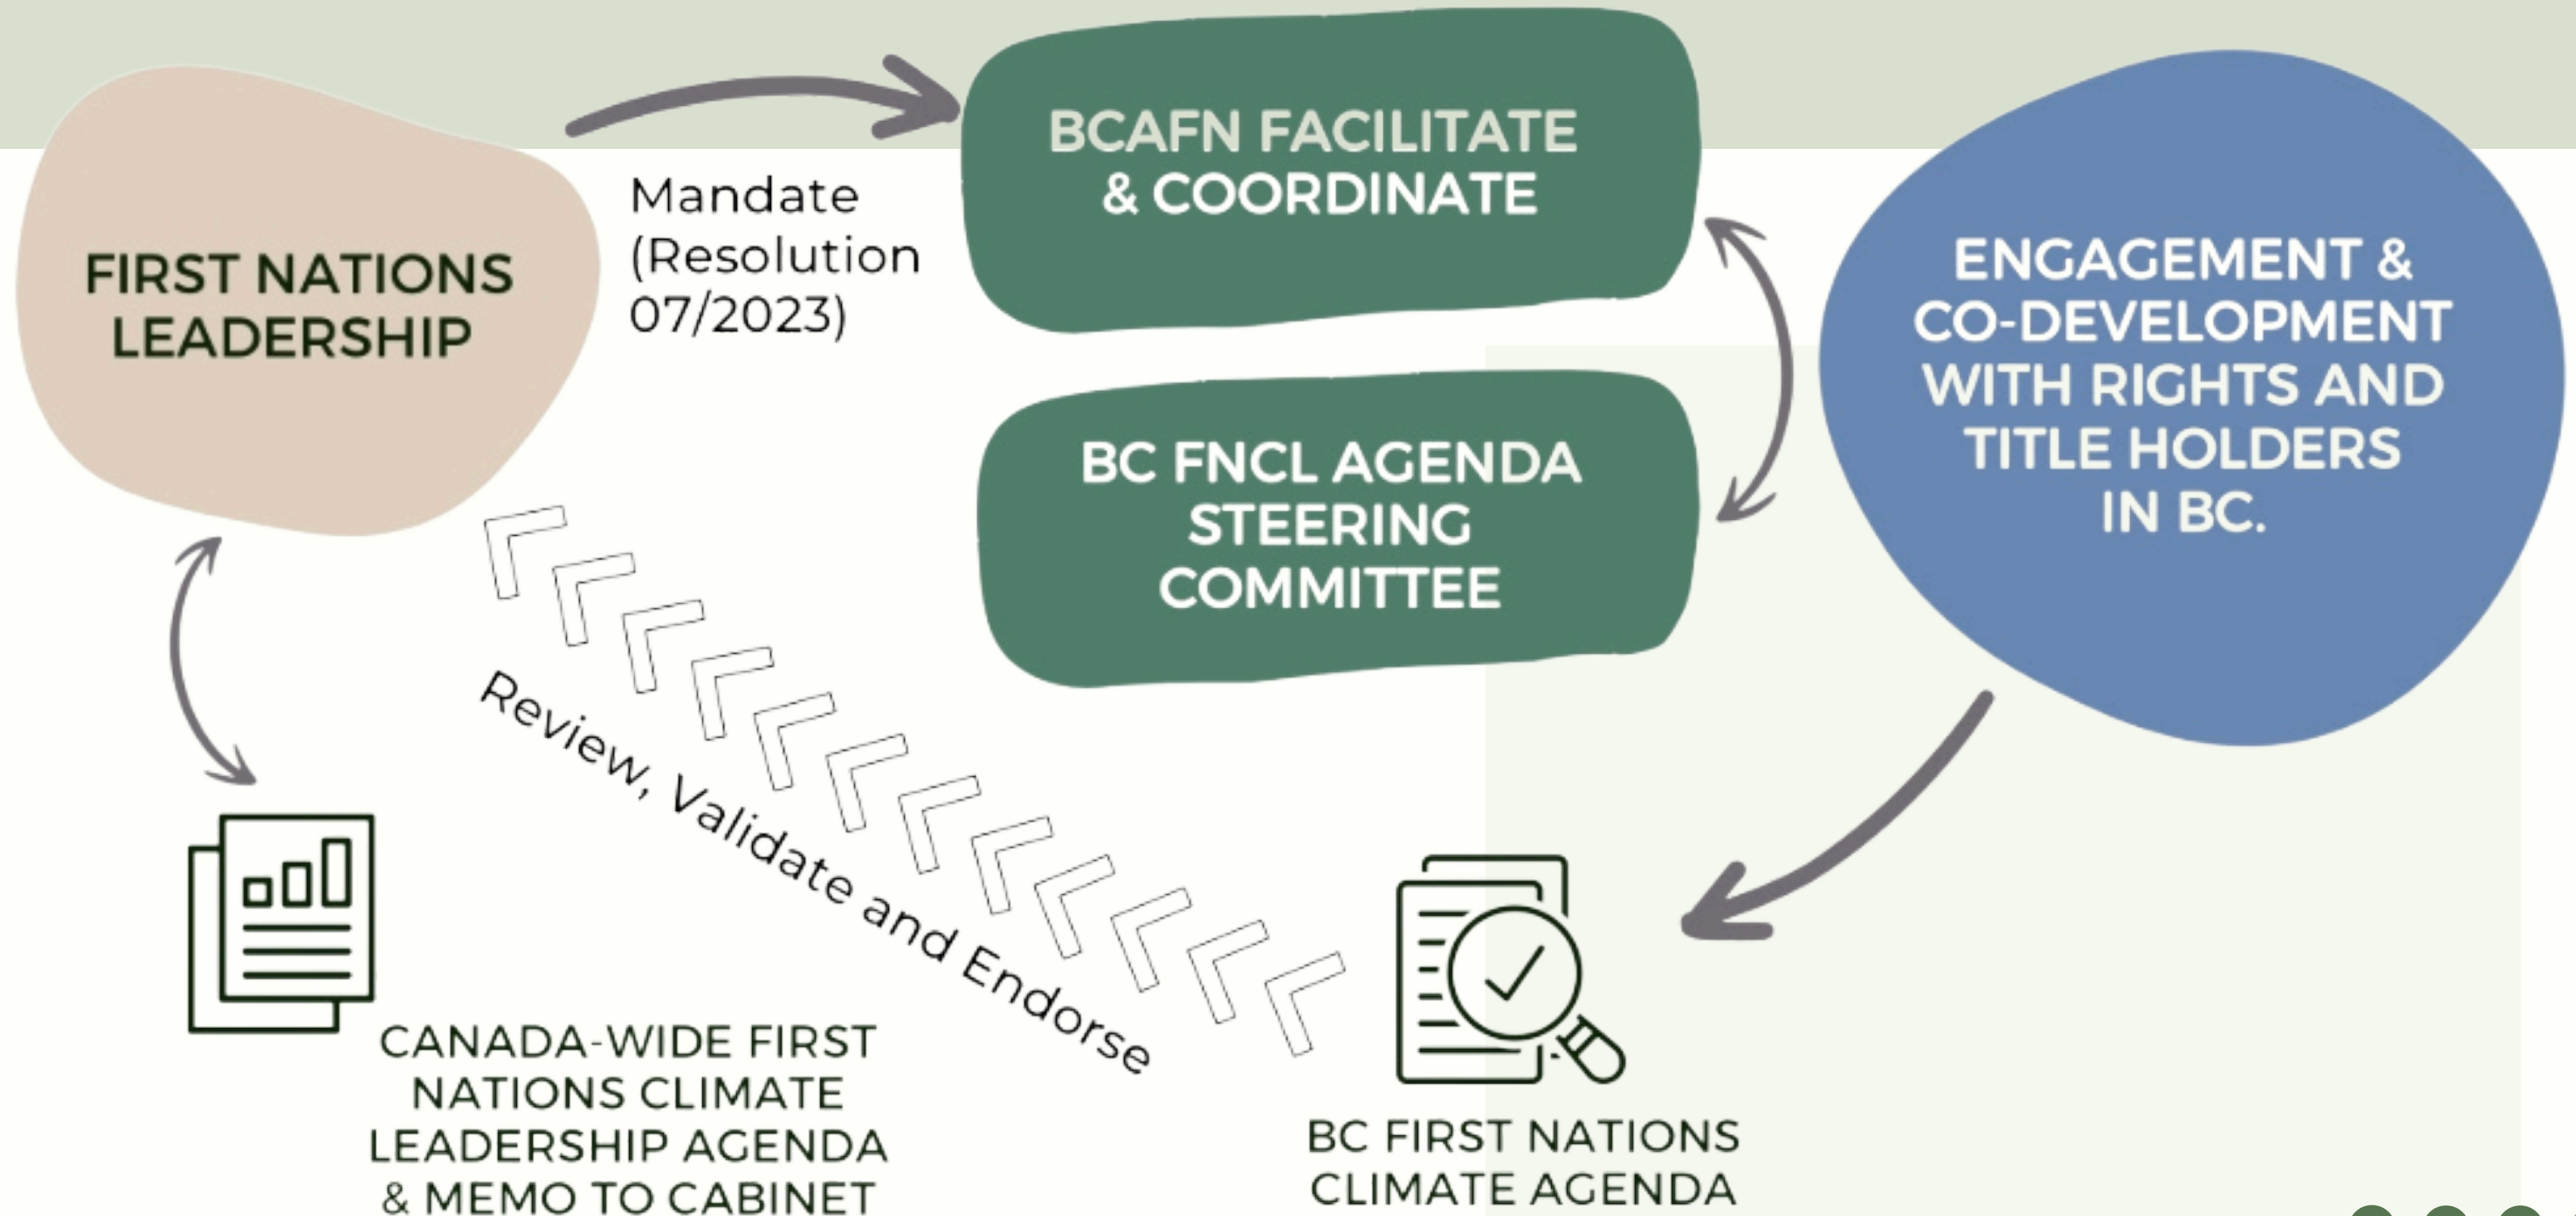 FIRST NATIONS
LEADERSHIP
Mandate
(Resolution
07/2023)
BCAFN FACILITATE
& COORDINATE
BC FNCL AGENDA
STEERING
COMMITTEE
ENGAGEMENT &
CO-DEVELOPMENT
WITH RIGHTS AND
TITLE HOLDERS
IN BC.
Review, Validate and Endorse
CANADA-WIDE FIRST
NATIONS CLIMATE
LEADERSHIP AGENDA
& MEMO TO CABINET
BC FIRST NATIONS
CLIMATE AGENDA